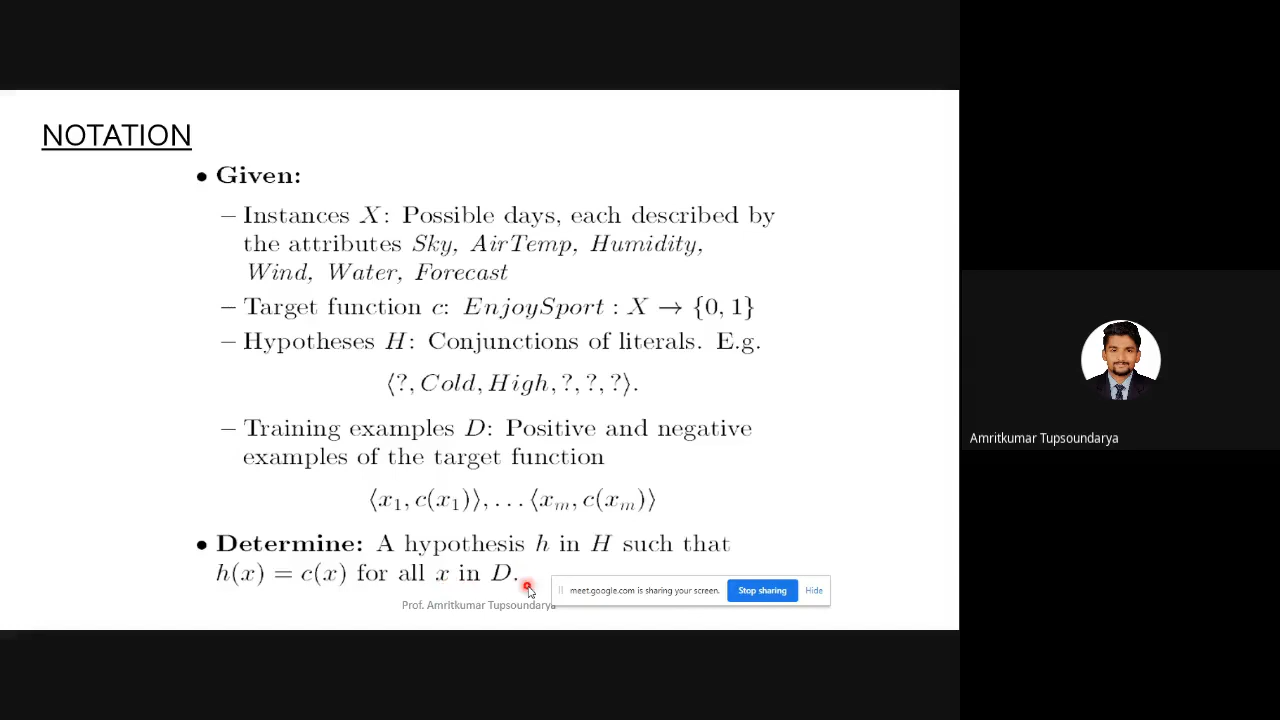 NOTATION
• Given:
– Instances X: Possible days, each described by
the attributes Sky, AirTemp, Humidity,
Wind, Water, Forecast
– Target function c: EnjoySport : X → {0, 1}
– Hypotheses H: Conjunctions of literals. E.g.
⟨?, Cold, High, ?, ?, ?⟩.
– Training examples D: Positive and negative
examples of the target function
⟨x₁, c(x₁)⟩, . . . ⟨xₘ, c(xₘ)⟩
• Determine: A hypothesis h in H such that
h(x) = c(x) for all x in D.
meet.google.com is sharing your screen. Stop sharing Hide
Prof. Amritkumar Tupsoundarya
Amritkumar Tupsoundarya